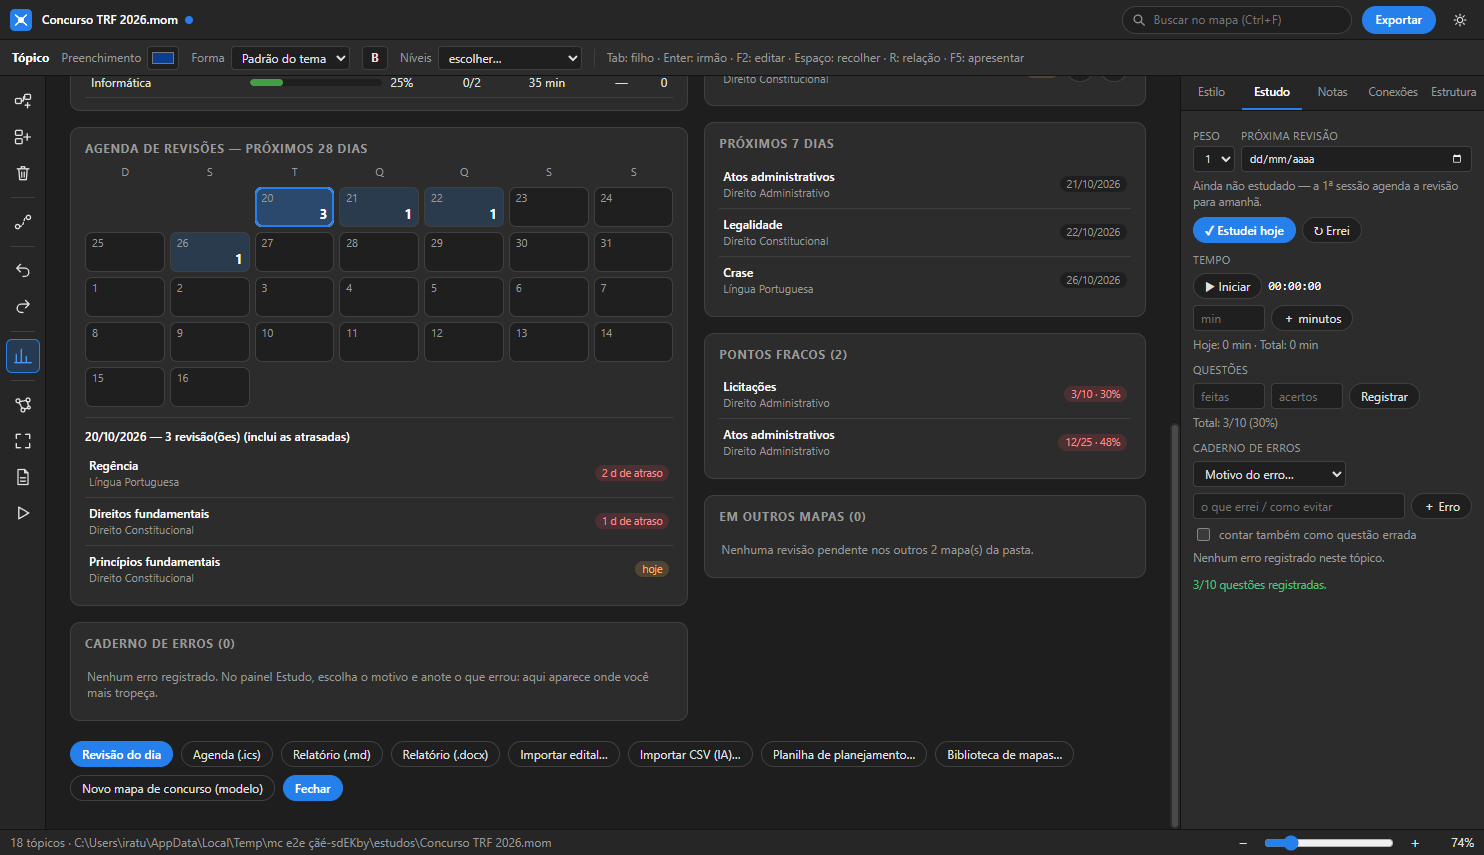 Concurso TRF 2026.mom
Buscar no mapa (Ctrl+F)
Exportar
Tópico
Preenchimento
Forma
Padrão do tema
B
Níveis
escolher...
Tab: filho · Enter: irmão · F2: editar · Espaço: recolher · R: relação · F5: apresentar
Informática
25%
0/2
35 min
—
0
AGENDA DE REVISÕES — PRÓXIMOS 28 DIAS
D S T Q Q S S
20 3
21 1
22 1
23
24
25
26 1
27
28
29
30
31
1
2
3
4
5
6
7
8
9
10
11
12
13
14
15
16
20/10/2026 — 3 revisão(ões) (inclui as atrasadas)
Regência
Língua Portuguesa
2 d de atraso
Direitos fundamentais
Direito Constitucional
1 d de atraso
Princípios fundamentais
Direito Constitucional
hoje
CADERNO DE ERROS (0)
Nenhum erro registrado. No painel Estudo, escolha o motivo e anote o que errou: aqui aparece onde você
mais tropeça.
Direito Constitucional
PRÓXIMOS 7 DIAS
Atos administrativos
Direito Administrativo
21/10/2026
Legalidade
Direito Constitucional
22/10/2026
Crase
Língua Portuguesa
26/10/2026
PONTOS FRACOS (2)
Licitações
Direito Administrativo
3/10 · 30%
Atos administrativos
Direito Administrativo
12/25 · 48%
EM OUTROS MAPAS (0)
Nenhuma revisão pendente nos outros 2 mapa(s) da pasta.
Revisão do dia
Agenda (.ics)
Relatório (.md)
Relatório (.docx)
Importar edital...
Importar CSV (IA)...
Planilha de planejamento...
Biblioteca de mapas...
Novo mapa de concurso (modelo)
Fechar
Estilo
Estudo
Notas
Conexões
Estrutura
PESO
PRÓXIMA REVISÃO
1
dd/mm/aaaa
Ainda não estudado — a 1ª sessão agenda a revisão
para amanhã.
✓ Estudei hoje
↻ Errei
TEMPO
▶ Iniciar
00:00:00
min
+ minutos
Hoje: 0 min · Total: 0 min
QUESTÕES
feitas
acertos
Registrar
Total: 3/10 (30%)
CADERNO DE ERROS
Motivo do erro...
o que errei / como evitar
+ Erro
contar também como questão errada
Nenhum erro registrado neste tópico.
3/10 questões registradas.
18 tópicos · C:\Users\iratu\AppData\Local\Temp\mc e2e çãé-sdEKby\estudos\Concurso TRF 2026.mom
−
+
74%